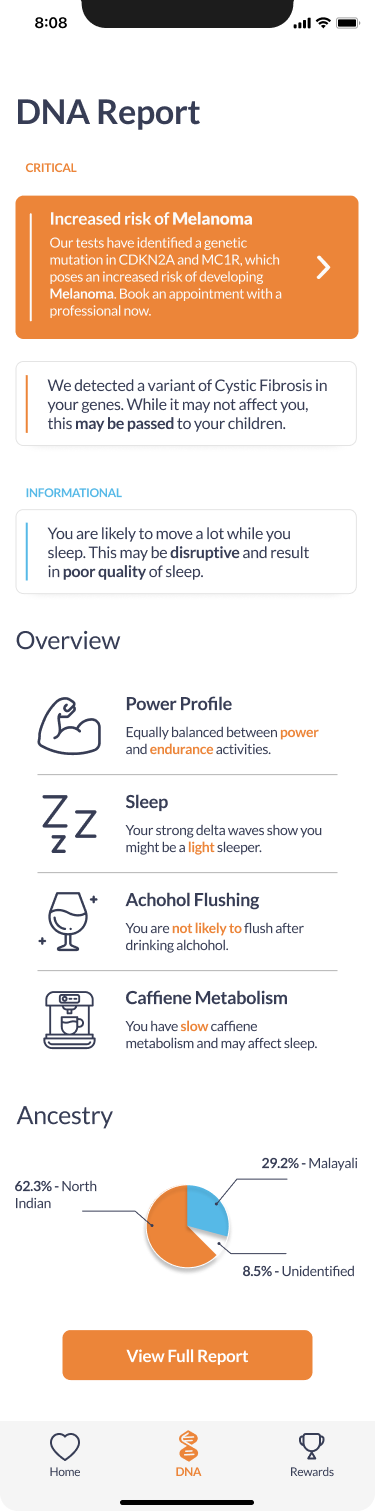 8:08
DNA Report
CRITICAL
Increased risk of Melanoma
Our tests have identified a genetic
mutation in CDKN2A and MC1R, which
poses an increased risk of developing
Melanoma. Book an appointment with a
professional now.
We detected a variant of Cystic Fibrosis in
your genes. While it may not affect you,
this may be passed to your children.
INFORMATIONAL
You are likely to move a lot while you
sleep. This may be disruptive and result
in poor quality of sleep.
Overview
Power Profile
Equally balanced between power
and endurance activities.
Sleep
Your strong delta waves show you
might be a light sleeper.
Achohol Flushing
You are not likely to flush after
drinking alchohol.
Caffiene Metabolism
You have slow caffiene
metabolism and may affect sleep.
Ancestry
29.2% - Malayali
62.3% - North
Indian
8.5% - Unidentified
View Full Report
Home
DNA
Rewards